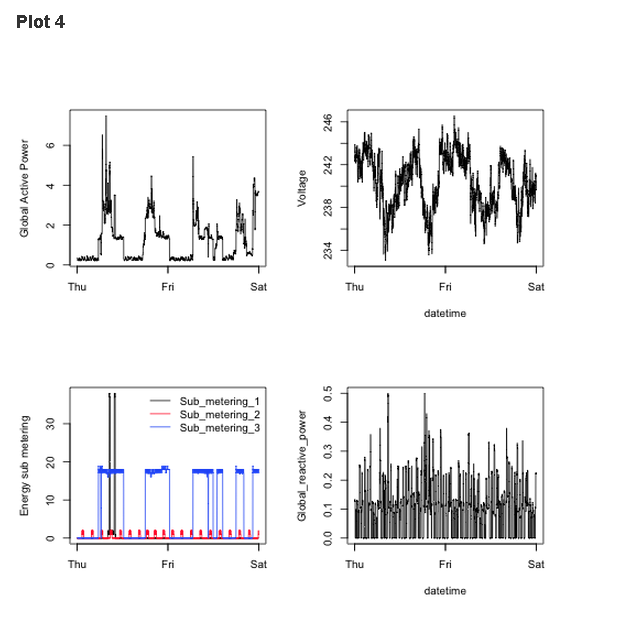 Plot 4
Global Active Power
6
4
2
0
Thu
Fri
Sat
Voltage
246
242
238
234
Thu
Fri
Sat
datetime
Energy sub metering
30
20
10
0
Sub_metering_1
Sub_metering_2
Sub_metering_3
Thu
Fri
Sat
Global_reactive_power
0.5
0.4
0.3
0.2
0.1
0.0
Thu
Fri
Sat
datetime